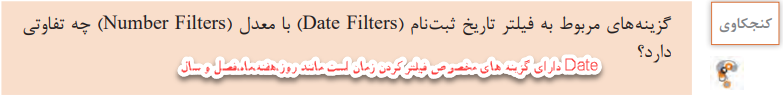 کنجکاوی
گزینه‌های مربوط به فیلتر تاریخ ثبت‌نام (Date Filters) با معدل (Number Filters) چه تفاوتی
دارد؟
Date دارای گزینه های مخصوص فیلتر کردن زمان است مانند روز،هفته،ماه،فصل و سال